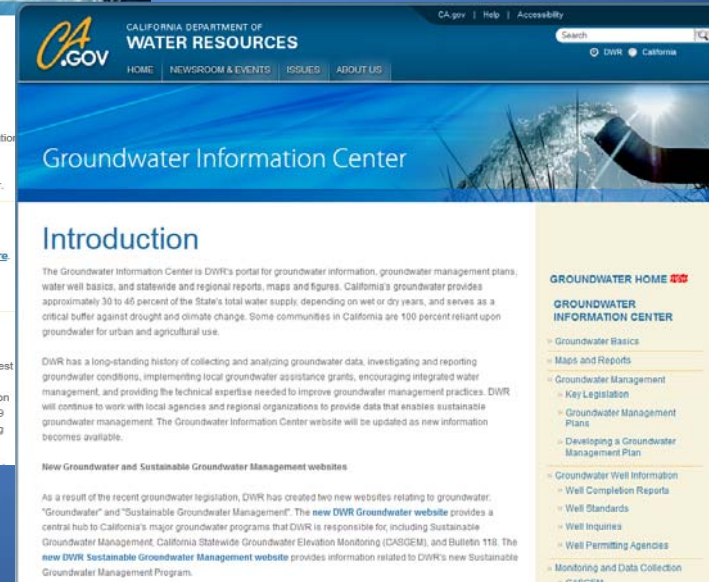 CA.gov | Help | Accessibility
CA
.GOV
CALIFORNIA DEPARTMENT OF
WATER RESOURCES
Search
DWR California
HOME NEWSROOM & EVENTS ISSUES ABOUT US
Groundwater Information Center
Introduction
The Groundwater Information Center is DWR's portal for groundwater information, groundwater management plans,
water well basics, and statewide and regional reports, maps and figures. California's groundwater provides
approximately 30 to 46 percent of the State's total water supply, depending on wet or dry years, and serves as a
critical buffer against drought and climate change. Some communities in California are 100 percent reliant upon
groundwater for urban and agricultural use.
DWR has a long-standing history of collecting and analyzing groundwater data, investigating and reporting
groundwater conditions, implementing local groundwater assistance grants, encouraging integrated water
management, and providing the technical expertise needed to improve groundwater management practices. DWR
will continue to work with local agencies and regional organizations to provide data that enables sustainable
groundwater management. The Groundwater Information Center website will be updated as new information
becomes available.
New Groundwater and Sustainable Groundwater Management websites
As a result of the recent groundwater legislation, DWR has created two new websites relating to groundwater:
"Groundwater" and "Sustainable Groundwater Management". The new DWR Groundwater website provides a
central hub to California's major groundwater programs that DWR is responsible for, including Sustainable
Groundwater Management, California Statewide Groundwater Elevation Monitoring (CASGEM), and Bulletin 118. The
new DWR Sustainable Groundwater Management website provides information related to DWR's new Sustainable
Groundwater Management Program.
GROUNDWATER HOME
GROUNDWATER
INFORMATION CENTER
» Groundwater Basics
» Maps and Reports
» Groundwater Management
» Key Legislation
» Groundwater Management
Plans
» Developing a Groundwater
Management Plan
» Groundwater Well Information
» Well Completion Reports
» Well Standards
» Well Inquiries
» Well Permitting Agencies
» Monitoring and Data Collection
» CASGEM